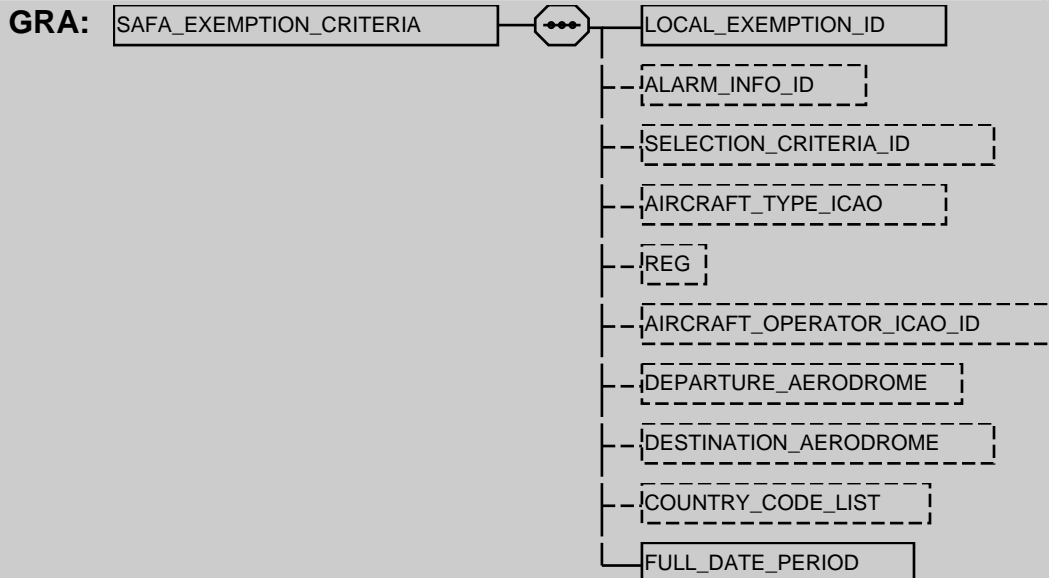 GRA: SAFA_EXEMPTION_CRITERIA LOCAL_EXEMPTION_ID
ALARM_INFO_ID
SELECTION_CRITERIA_ID
AIRCRAFT_TYPE_ICAO
REG
AIRCRAFT_OPERATOR_ICAO_ID
DEPARTURE_AERODROME
DESTINATION_AERODROME
COUNTRY_CODE_LIST
FULL_DATE_PERIOD